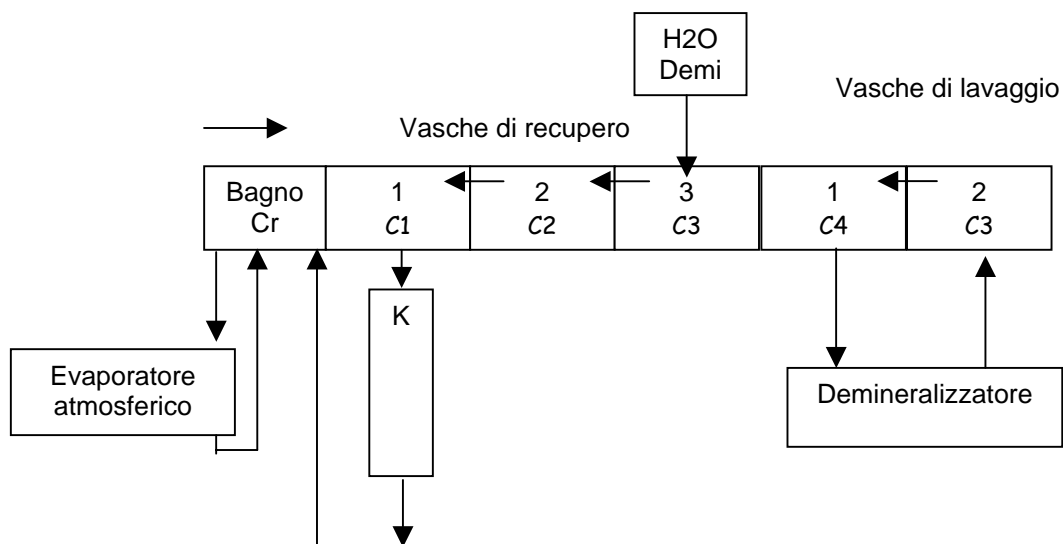 H2O
Demi
Vasche di lavaggio
Vasche di recupero
Bagno
Cr
1
C1
2
C2
3
C3
1
C4
2
C3
K
Evaporatore
atmosferico
Demineralizzatore